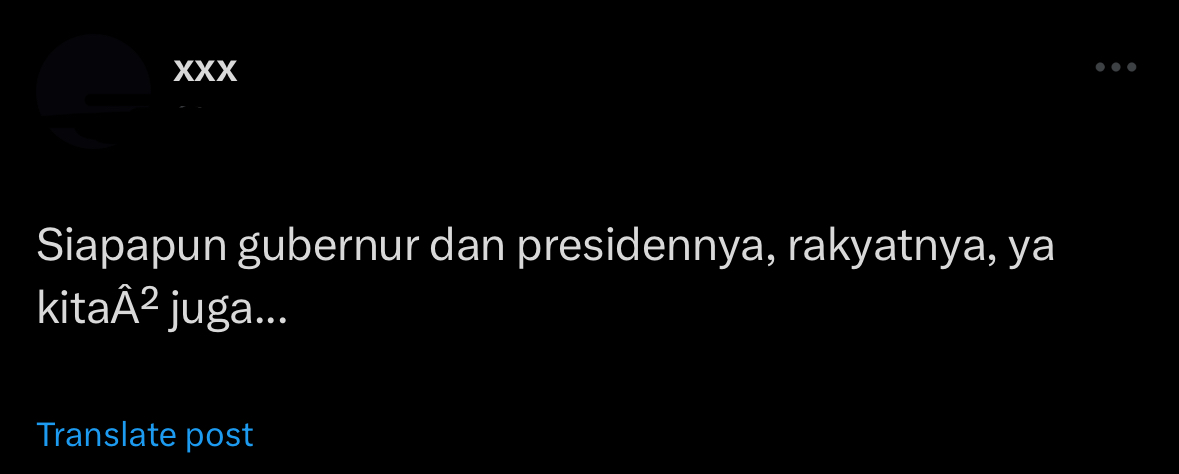 xxx
Siapapun gubernur dan presidennya, rakyatnya, ya
kitaÂ² juga...
Translate post